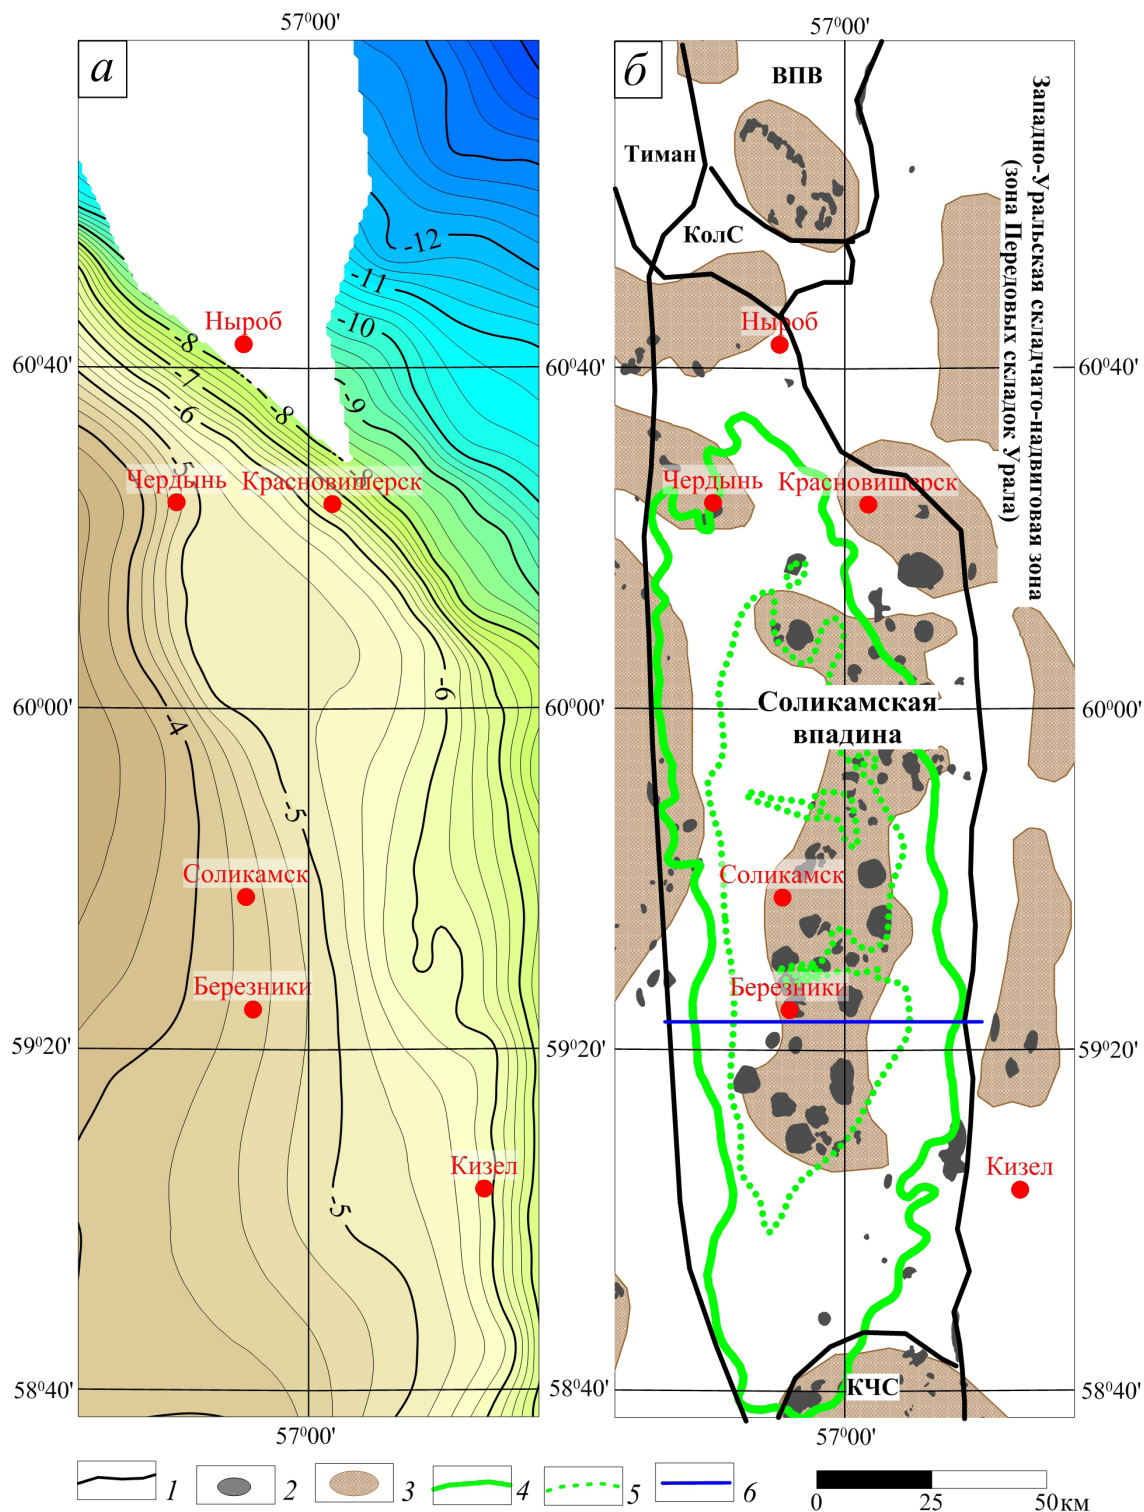 57⁰00'
57⁰00'
а
б
ВПВ
Тиман
КолС
Западно-Уральская складчато-надвиговая зона
(зона Передовых складок Урала)
-12
-11
-10
-9
-8
-8
-8
-7
-6
-5
Ныроб
Ныроб
60⁰40'
60⁰40'
60⁰40'
Чердынь
Красновишерск
Чердынь
Красновишерск
-6
-4
60⁰00'
60⁰00'
60⁰00'
Соликамская
впадина
-5
Соликамск
Соликамск
Березники
Березники
59⁰20'
59⁰20'
59⁰20'
Кизел
Кизел
-5
58⁰40'
58⁰40'
58⁰40'
КЧС
57⁰00'
57⁰00'
1
2
3
4
5
6
0
25
50 км